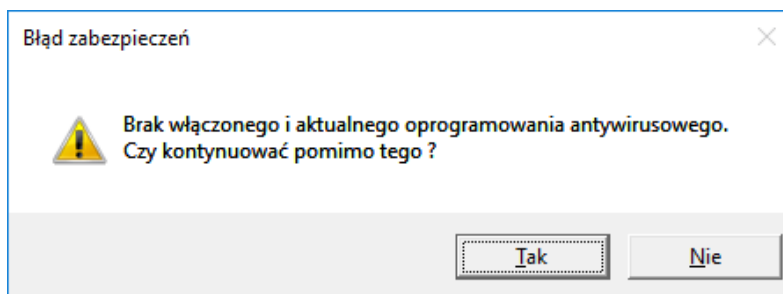 Błąd zabezpieczeń
Brak włączonego i aktualnego oprogramowania antywirusowego.
Czy kontynuować pomimo tego ?
Tak
Nie